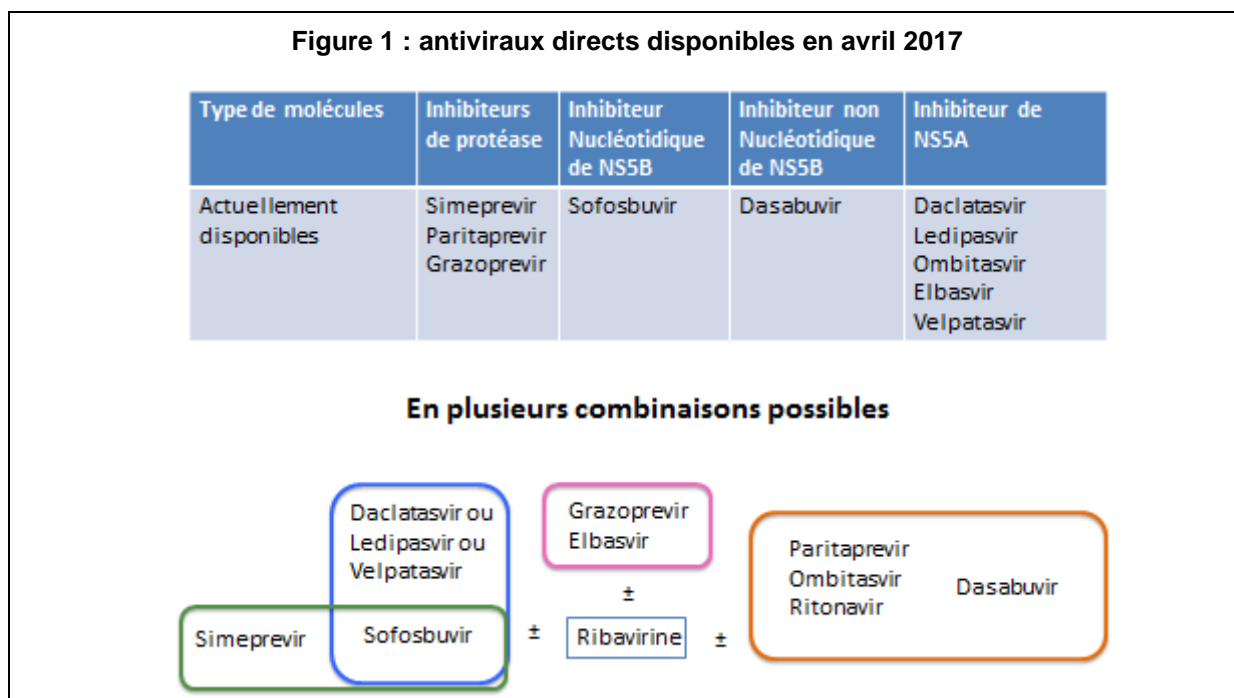 Figure 1 : antiviraux directs disponibles en avril 2017
Type de molécules
Inhibiteurs
de protéase
Inhibiteur
Nucléotidique
de NS5B
Inhibiteur non
Nucléotidique
de NS5B
Inhibiteur de
NS5A
Actuellement
disponibles
Simeprevir
Paritaprevir
Grazoprevir
Sofosbuvir
Dasabuvir
Daclatasvir
Ledipasvir
Ombitasvir
Elbasvir
Velpatasvir
En plusieurs combinaisons possibles
Daclatasvir ou
Ledipasvir ou
Velpatasvir
Grazoprevir
Elbasvir
Paritaprevir
Ombitasvir
Ritonavir
Dasabuvir
±
Simeprevir
Sofosbuvir
±
Ribavirine
±